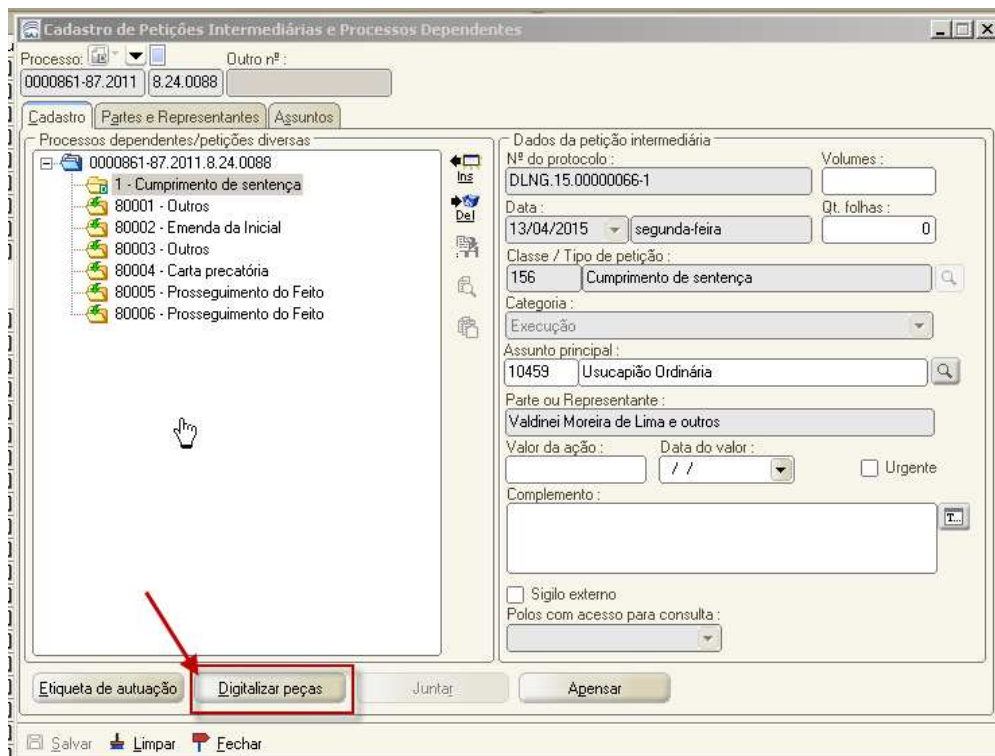 Cadastro de Petições Intermediárias e Processos Dependentes
Processo:
Outro nº :
0000861-87.2011
8.24.0088
Cadastro
Partes e Representantes
Assuntos
Processos dependentes/petições diversas
0000861-87.2011.8.24.0088
1 - Cumprimento de sentença
80001 - Outros
80002 - Emenda da Inicial
80003 - Outros
80004 - Carta precatória
80005 - Prosseguimento do Feito
80006 - Prosseguimento do Feito
Ins
Del
Dados da petição intermediária
Nº do protocolo :
Volumes :
DLNG.15.00000066-1
Data :
Qt. folhas :
13/04/2015
segunda-feira
0
Classe / Tipo de petição :
156
Cumprimento de sentença
Categoria :
Execução
Assunto principal :
10459
Usucapião Ordinária
Parte ou Representante :
Valdinei Moreira de Lima e outros
Valor da ação :
Data do valor :
/ /
Urgente
Complemento :
T...
Sigilo externo
Polos com acesso para consulta :
Etiqueta de autuação
Digitalizar peças
Juntar
Apensar
Salvar
Limpar
Fechar